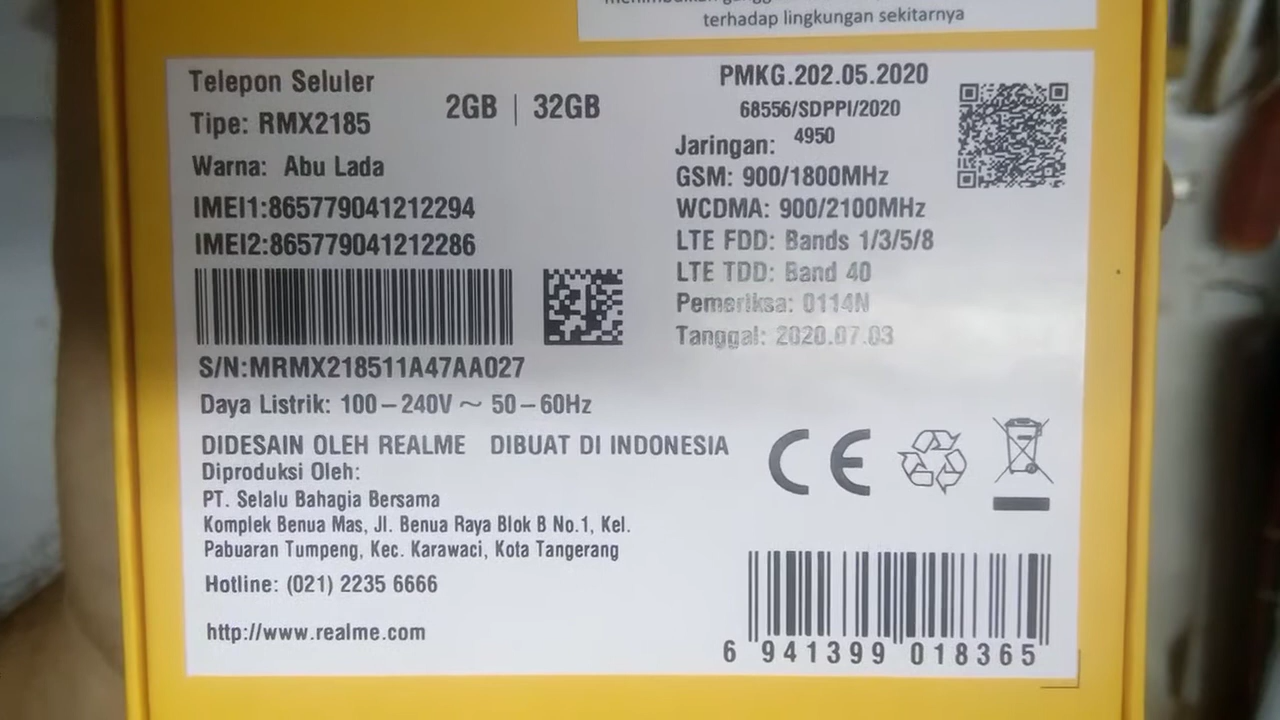 terhadap lingkungan sekitarnya
Telepon Seluler
2GB | 32GB
Tipe: RMX2185
Warna: Abu Lada
IMEI1:865779041212294
IMEI2:865779041212286
S/N:MRMX218511A47AA027
Daya Listrik: 100–240V ~ 50–60Hz
PMKG.202.05.2020
68556/SDPPI/2020
4950
Jaringan:
GSM: 900/1800MHz
WCDMA: 900/2100MHz
LTE FDD: Bands 1/3/5/8
LTE TDD: Band 40
Pemeriksa: 0114N
Tanggal: 2020.07.03
DIDESAIN OLEH REALME DIBUAT DI INDONESIA
Diproduksi Oleh:
PT. Selalu Bahagia Bersama
Komplek Benua Mas, Jl. Benua Raya Blok B No.1, Kel.
Pabuaran Tumpeng, Kec. Karawaci, Kota Tangerang
Hotline: (021) 2235 6666
http://www.realme.com
CE
6 941399 018365